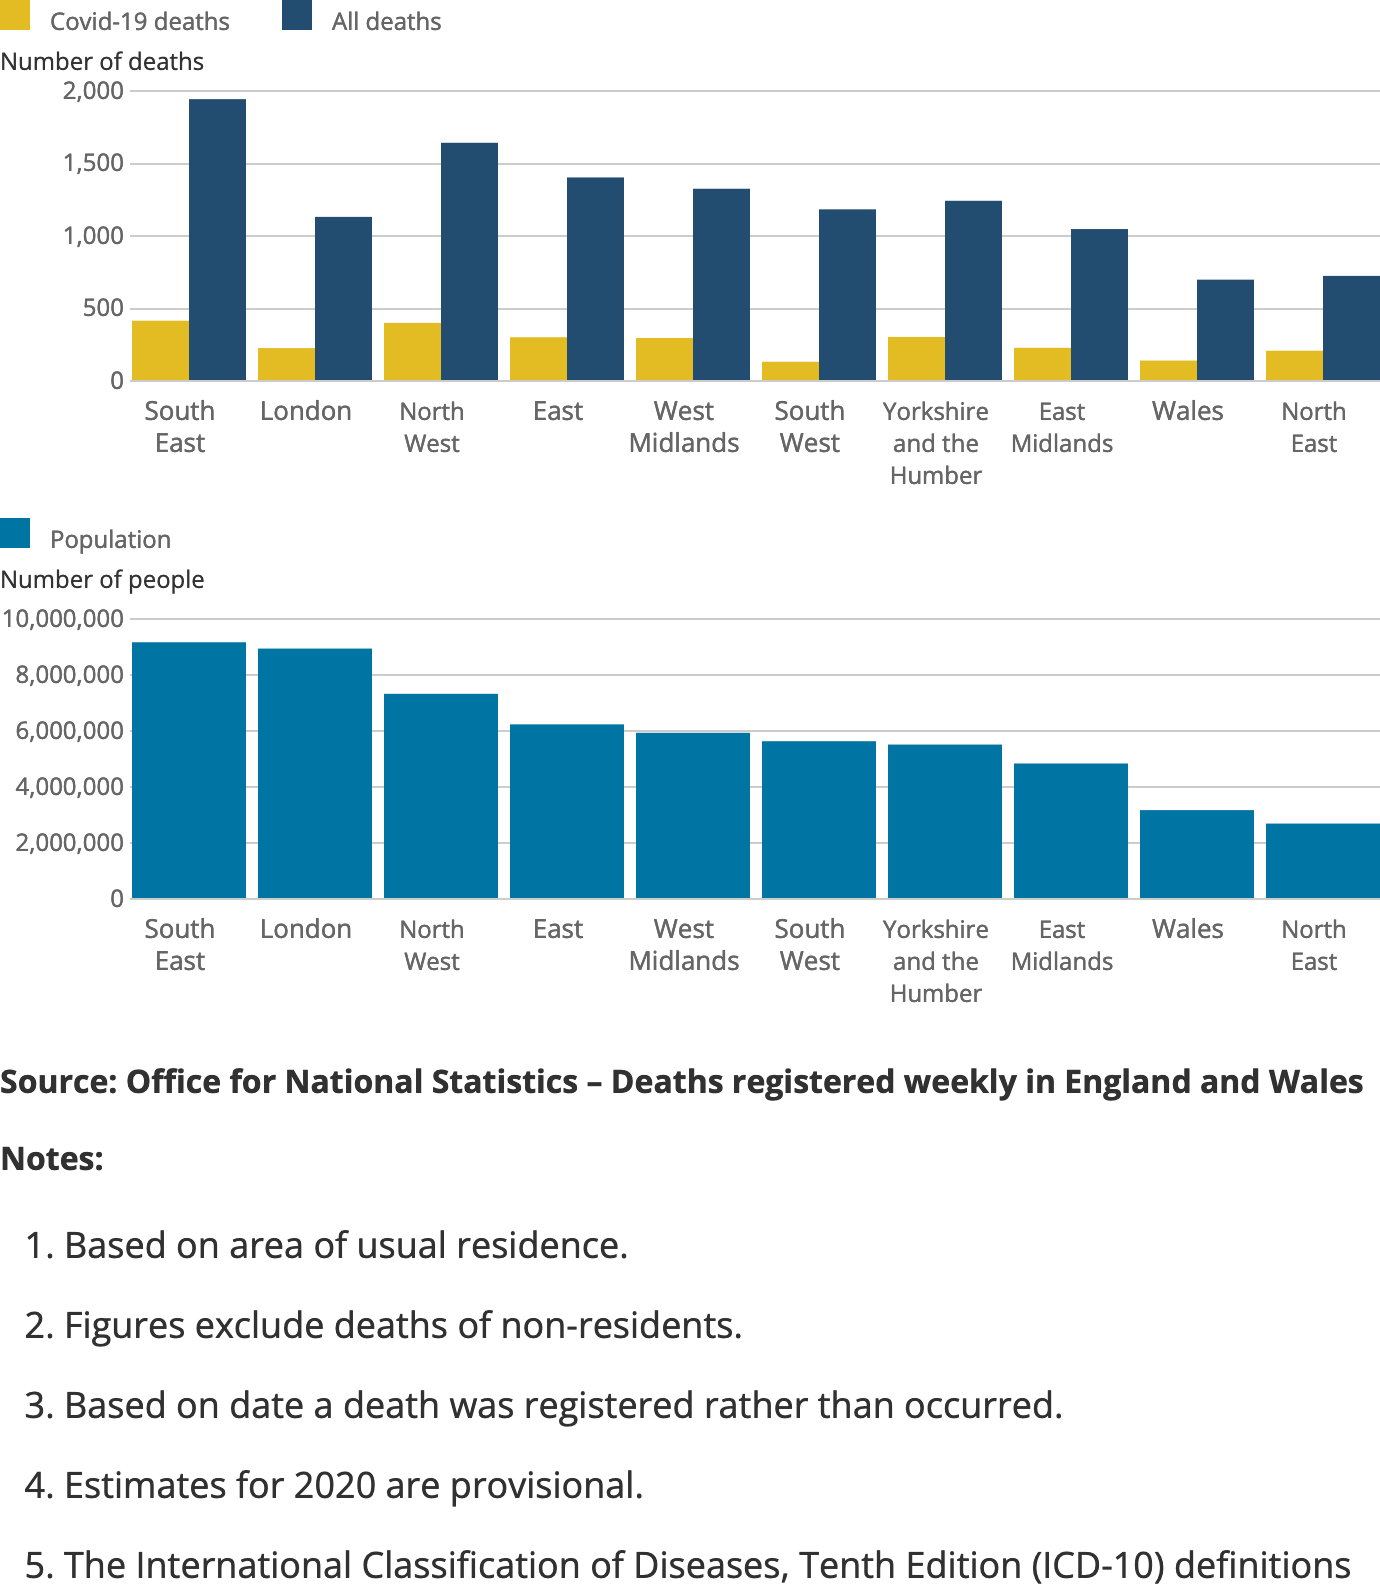 Covid-19 deaths All deaths
Number of deaths
2,000
1,500
1,000
500
0
South East London North West East West Midlands South West Yorkshire and the Humber East Midlands Wales North East
Population
Number of people
10,000,000
8,000,000
6,000,000
4,000,000
2,000,000
0
South East London North West East West Midlands South West Yorkshire and the Humber East Midlands Wales North East
Source: Office for National Statistics – Deaths registered weekly in England and Wales
Notes:
1. Based on area of usual residence.
2. Figures exclude deaths of non-residents.
3. Based on date a death was registered rather than occurred.
4. Estimates for 2020 are provisional.
5. The International Classification of Diseases, Tenth Edition (ICD-10) definitions